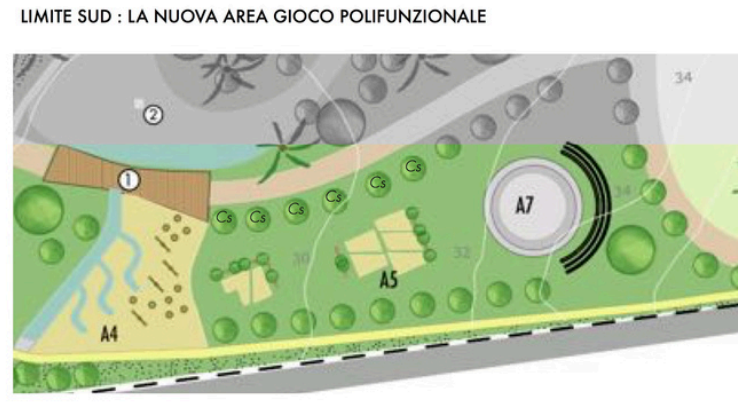 LIMITE SUD : LA NUOVA AREA GIOCO POLIFUNZIONALE
34
2
1
Cs
Cs
Cs
Cs
Cs
Cs
A7
34
30
32
A5
A4